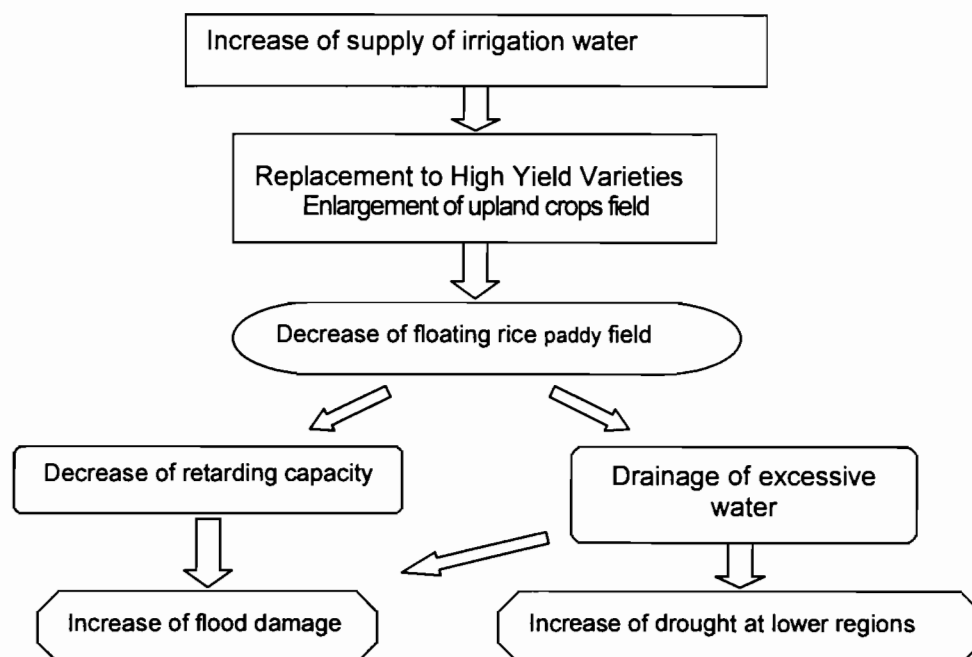 Increase of supply of irrigation water
Replacement to High Yield Varieties
Enlargement of upland crops field
Decrease of floating rice paddy field
Decrease of retarding capacity
Drainage of excessive
water
Increase of flood damage
Increase of drought at lower regions